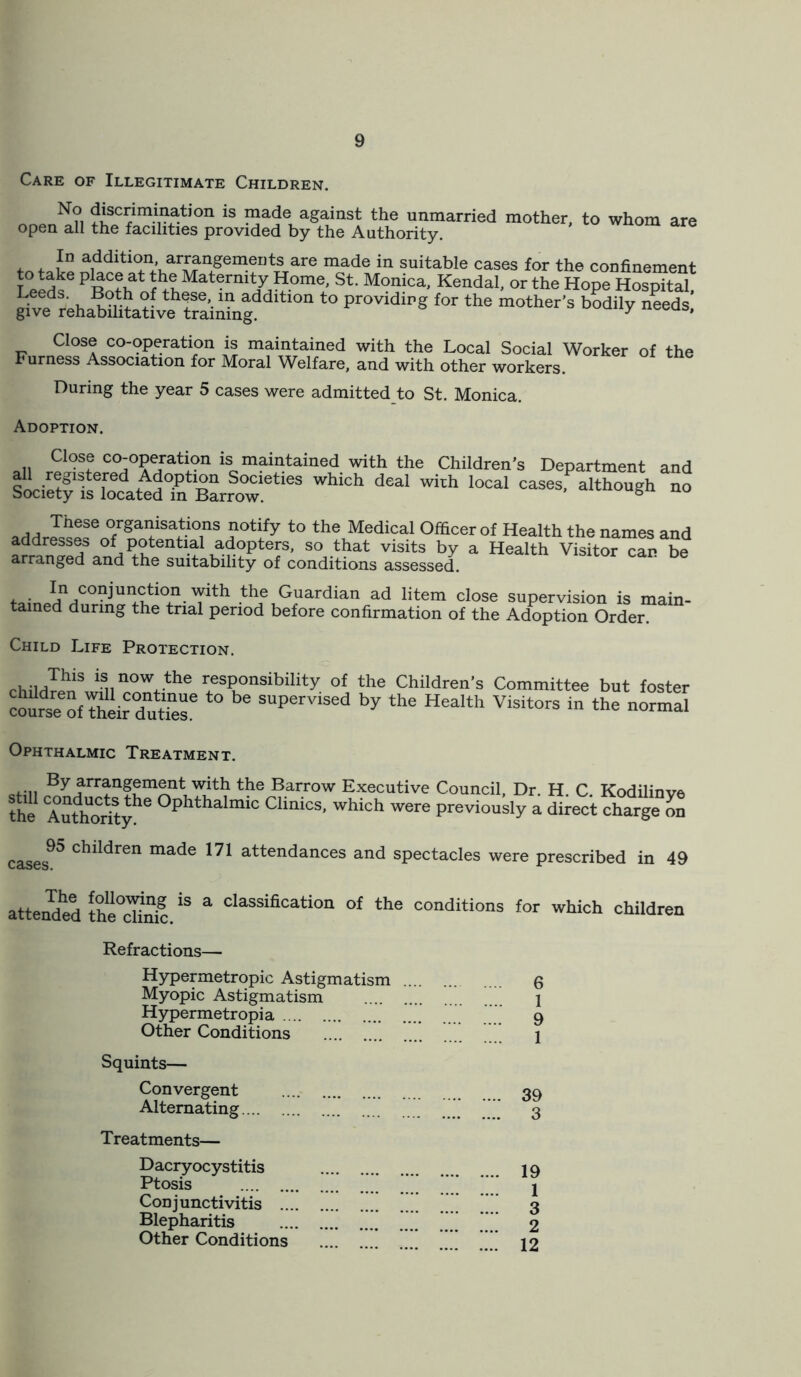 9
CARE OF ILLEGITIMATE CHILDREN.
No discrimination is made against the unmarried mother, to whom are
open all the facilities provided by the Authority.
In addition, arrangements are made in suitable cases for the confinement
to take place at the Maternity Home, St. Monica, Kendal, or the Hope Hospital,
Leeds. Both of these, in addition to providing for the mother's bodily needs,
give rehabilitative training.
Close co-operation is maintained with the Local Social Worker of the
Furness Association for Moral Welfare, and with other workers.
During the year 5 cases were admitted to St. Monica.
ADOPTION.
Close co-operation is maintained with the Children's Department and
all registered Adoption Societies which deal with local cases, although no
Society is located in Barrow.
These organisations notify to the Medical Officer of Health the names and
addresses of potential adopters, so that visits by a Health Visitor can be
arranged and the suitability of conditions assessed.
In conjunction with the Guardian ad litem close supervision is main-
tained during the trial period before confirmation of the Adoption Order.
CHILD LIFE PROTECTION.
This is now the responsibility of the Children's Committee but foster
children will continue to be supervised by the Health Visitors in the normal
course of their duties.
OPHTHALMIC TREATMENT.
By arrangement with the Barrow Executive Council, Dr. H. C. Kodilinye
still conducts the Ophthalmic Clinics, which were previously a direct charge on
the Authority.
95 children made 171 attendances and spectacles were prescribed in 49
cases.
The following is a classification of the conditions for which children
attended the clinic.
Refractions—
Hypermetropic Astigmatism .... .... .... 6
Myopic Astigmatism .... .... .... .... 1
Hypermetropia .... .... .... .... .... .... 9
Other Conditions .... .... .... .... .... 1
Squints—
Convergent .... .... .... .... .... .... 39
Alternating.... .... .... .... .... .... .... 3
Treatments—
Dacryocystitis .... .... .... .... .... 19
Ptosis .... .... .... .... .... .... .... 1
Conjunctivitis .... .... .... .... .... .... 3
Blepharitis .... .... .... .... .... .... 2
Other Conditions .... .... .... .... .... 12